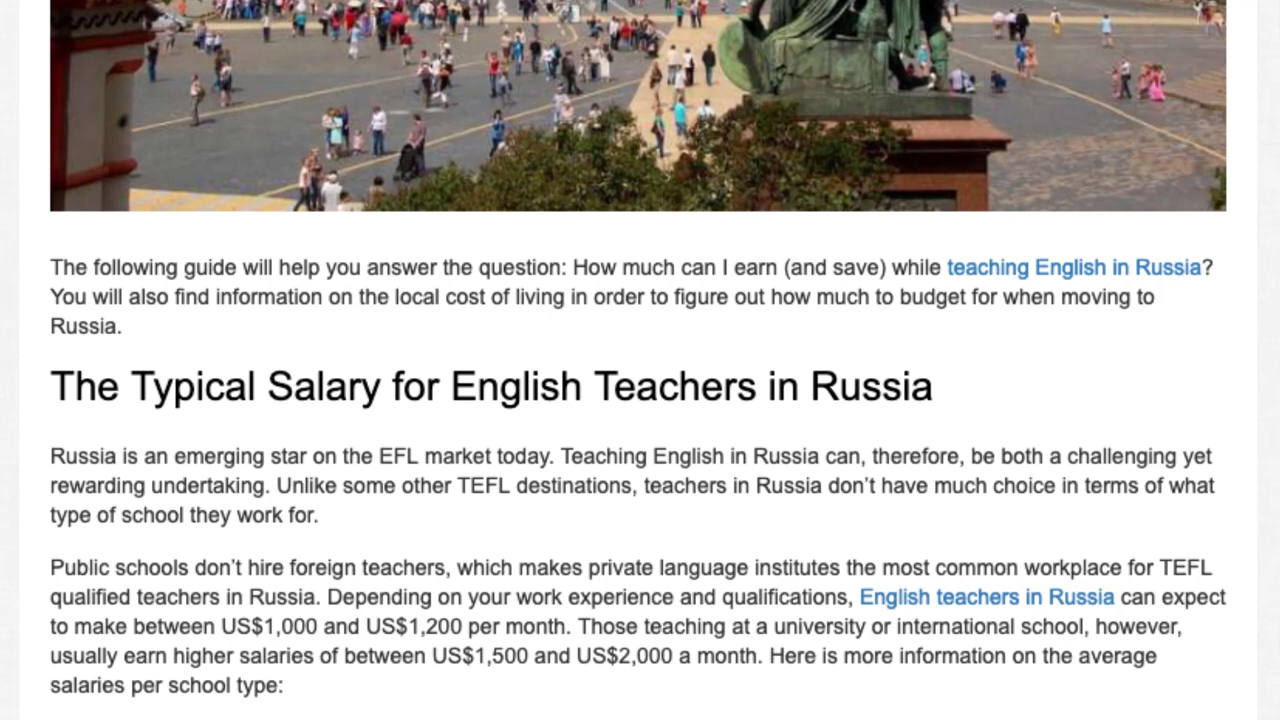 The following guide will help you answer the question: How much can I earn (and save) while teaching English in Russia?
You will also find information on the local cost of living in order to figure out how much to budget for when moving to
Russia.
The Typical Salary for English Teachers in Russia
Russia is an emerging star on the EFL market today. Teaching English in Russia can, therefore, be both a challenging yet
rewarding undertaking. Unlike some other TEFL destinations, teachers in Russia don’t have much choice in terms of what
type of school they work for.
Public schools don’t hire foreign teachers, which makes private language institutes the most common workplace for TEFL
qualified teachers in Russia. Depending on your work experience and qualifications, English teachers in Russia can expect
to make between US$1,000 and US$1,200 per month. Those teaching at a university or international school, however,
usually earn higher salaries of between US$1,500 and US$2,000 a month. Here is more information on the average
salaries per school type: